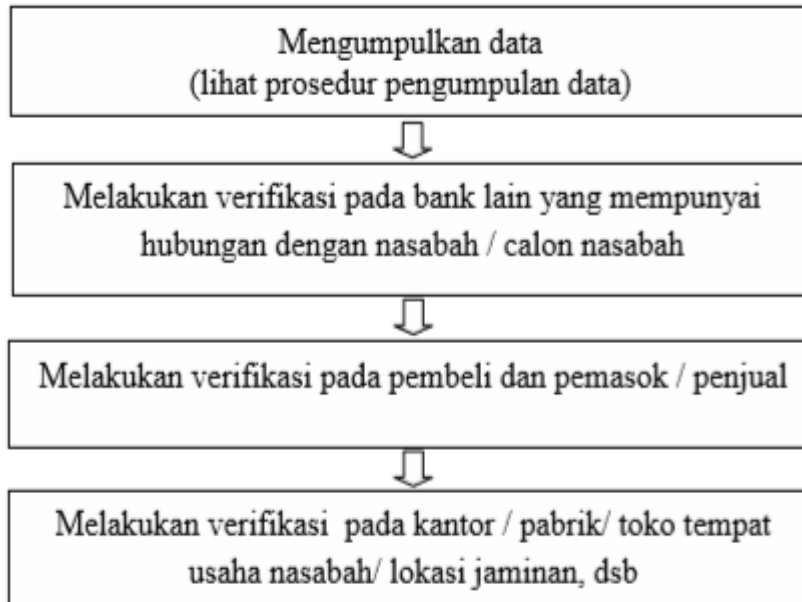 Mengumpulkan data
(lihat prosedur pengumpulan data)
Melakukan verifikasi pada bank lain yang mempunyai
hubungan dengan nasabah / calon nasabah
Melakukan verifikasi pada pembeli dan pemasok / penjual
Melakukan verifikasi pada kantor / pabrik/ toko tempat
usaha nasabah/ lokasi jaminan, dsb